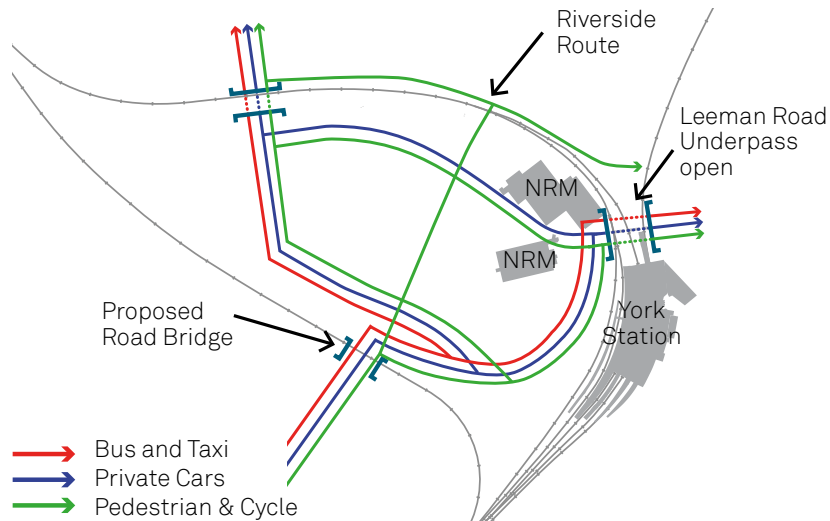 Riverside
Route
Leeman Road
Underpass
open
NRM
NRM
York
Station
Proposed
Road Bridge
Bus and Taxi
Private Cars
Pedestrian & Cycle